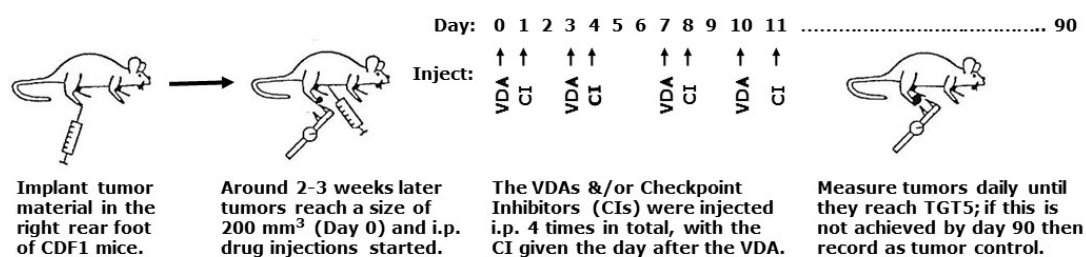 Day: 0 1 2 3 4 5 6 7 8 9 10 11 ........................................ 90
Inject: VDA CI VDA CI VDA CI VDA CI
Implant tumor
material in the
right rear foot
of CDF1 mice.
Around 2-3 weeks later
tumors reach a size of
200 mm³ (Day 0) and i.p.
drug injections started.
The VDAs &/or Checkpoint
Inhibitors (CIs) were injected
i.p. 4 times in total, with the
CI given the day after the VDA.
Measure tumors daily until
they reach TGT5; if this is
not achieved by day 90 then
record as tumor control.